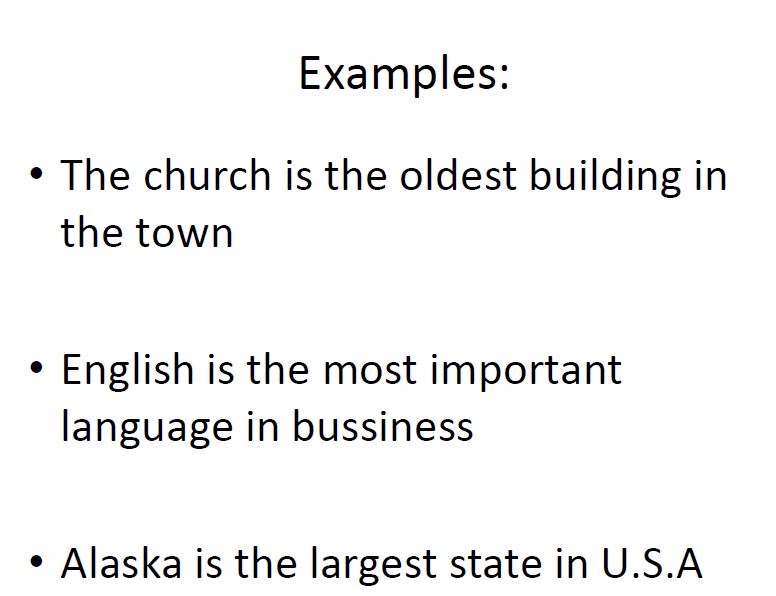 Examples:
• The church is the oldest building in
the town
• English is the most important
language in bussiness
• Alaska is the largest state in U.S.A